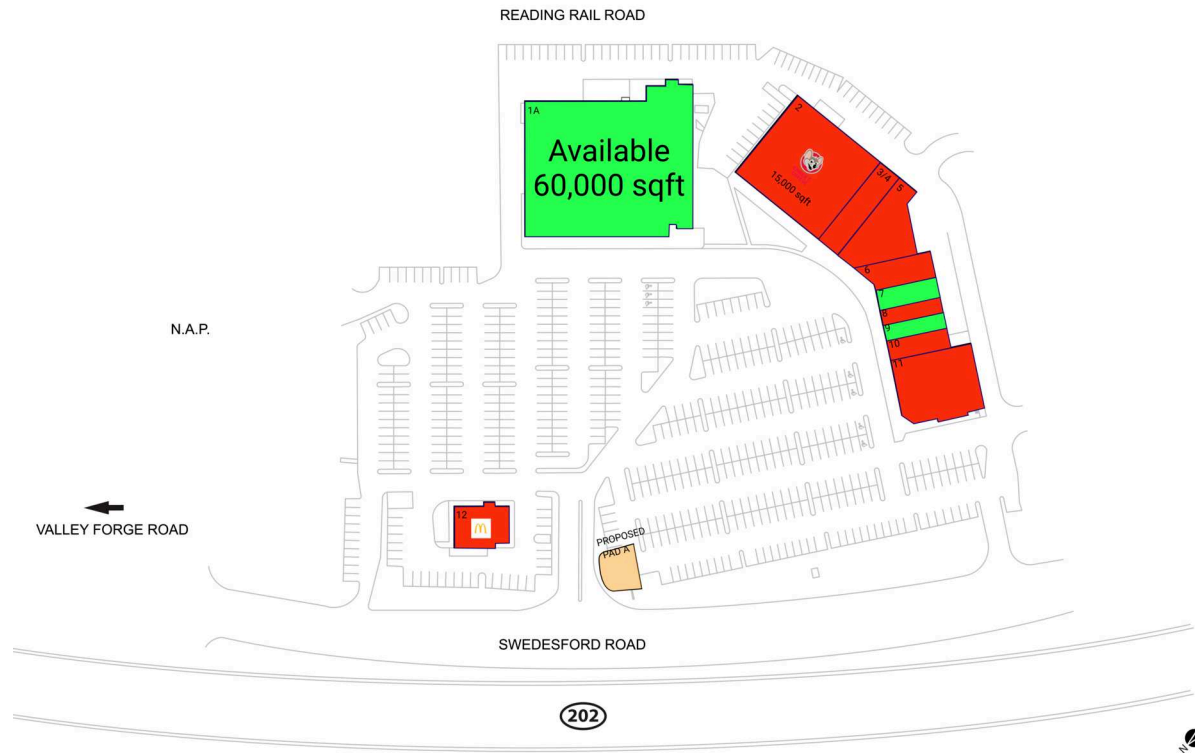 READING RAIL ROAD
1A
Available
60,000 sqft
2
15,000 sqft
3/4
5
6
7
8
9
10
11
N.A.P.
VALLEY FORGE ROAD
12
PROPOSED
PAD A
SWEDESFORD ROAD
202
N